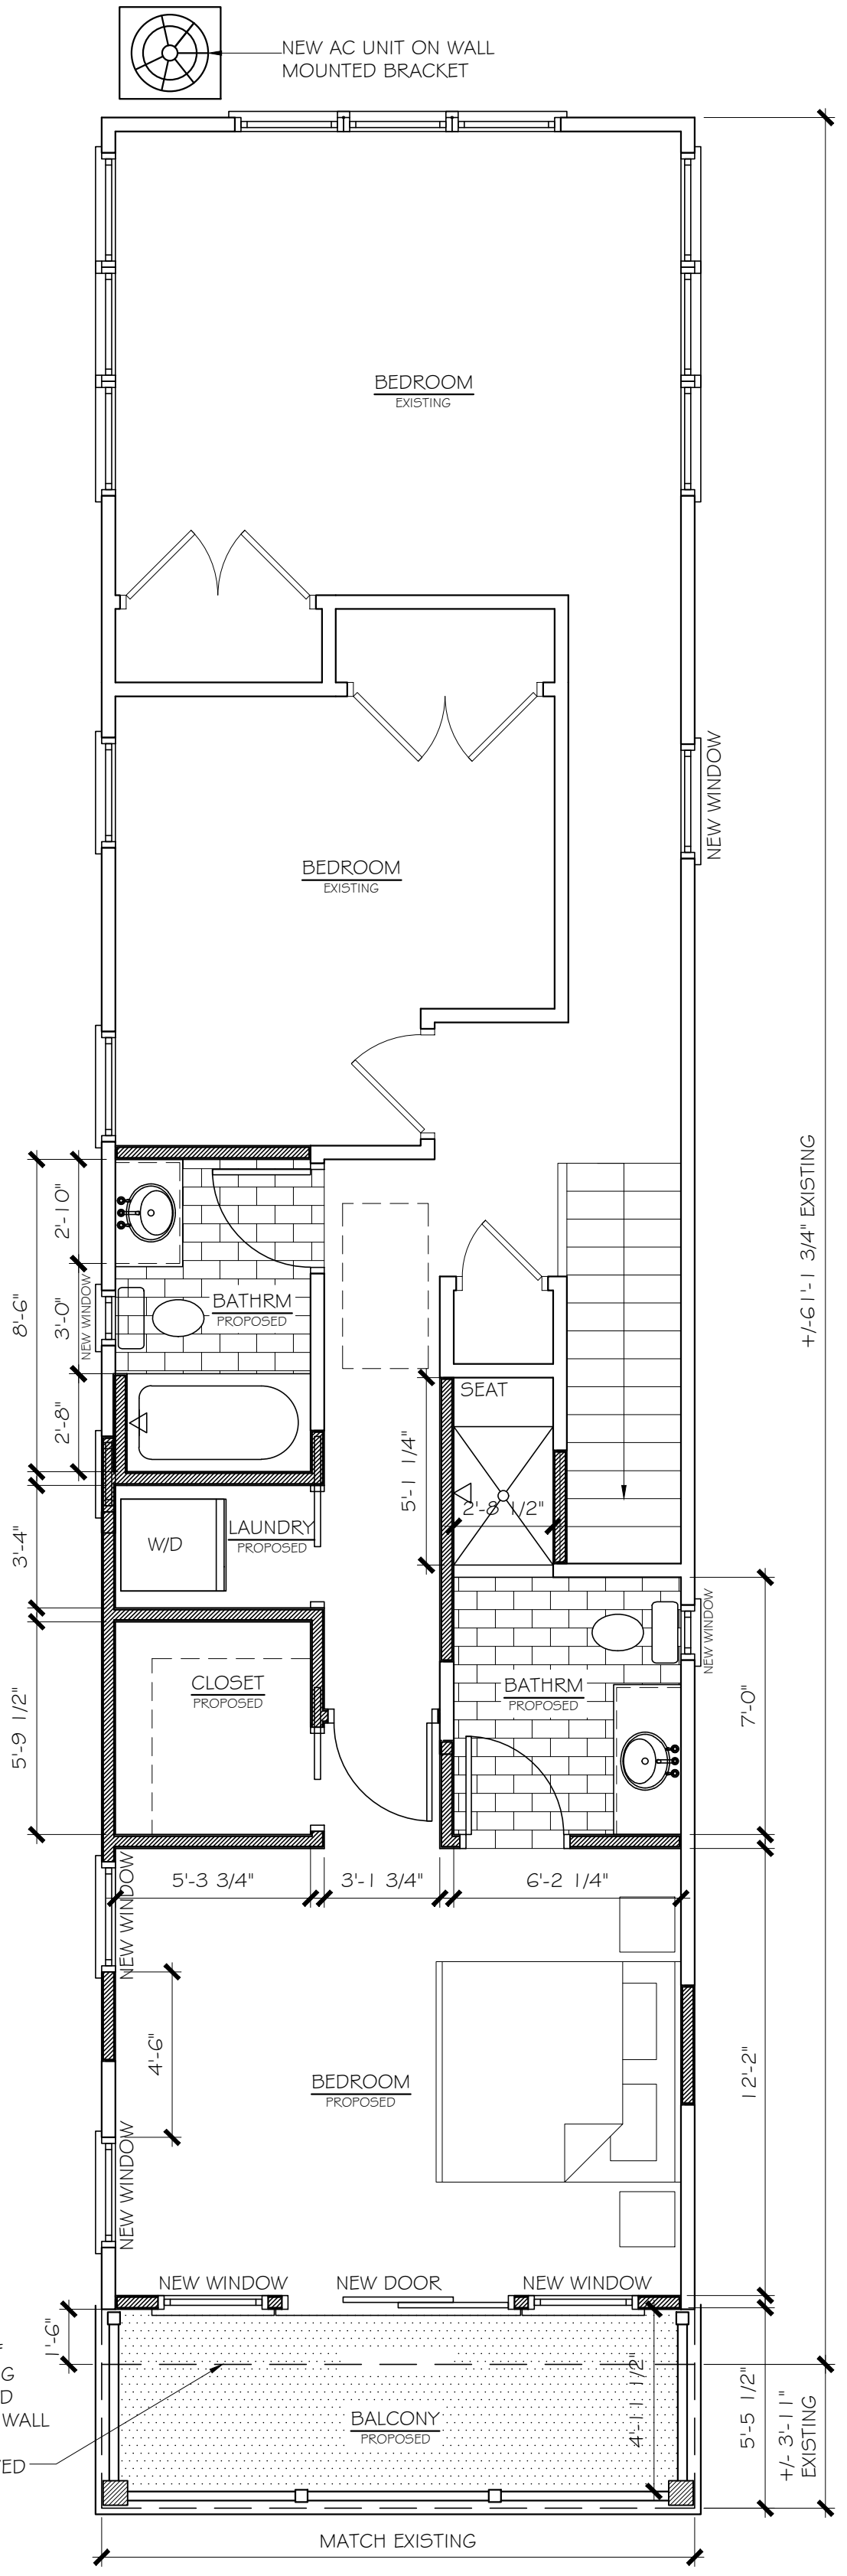 NEW AC UNIT ON WALL
MOUNTED BRACKET
BEDROOM
EXISTING
NEW WINDOW
BEDROOM
EXISTING
+/-61'-1 3/4" EXISTING
8'-6"
2'-10"
3'-0"
2'-8"
NEW WINDOW
BATHRM
PROPOSED
SEAT
5'-1 1/4"
2'-8 1/2"
3'-4"
W/D
LAUNDRY
PROPOSED
NEW WINDOW
5'-9 1/2"
CLOSET
PROPOSED
BATHRM
PROPOSED
7'-0"
5'-3 3/4"
3'-1 3/4"
6'-2 1/4"
NEW WINDOW
4'-6"
BEDROOM
PROPOSED
12'-2"
NEW WINDOW
NEW WINDOW
NEW DOOR
NEW WINDOW
1'-6"
G
D
WALL
ED
BALCONY
PROPOSED
4'-11 1/2"
5'-5 1/2"
+/- 3'-11"
EXISTING
MATCH EXISTING